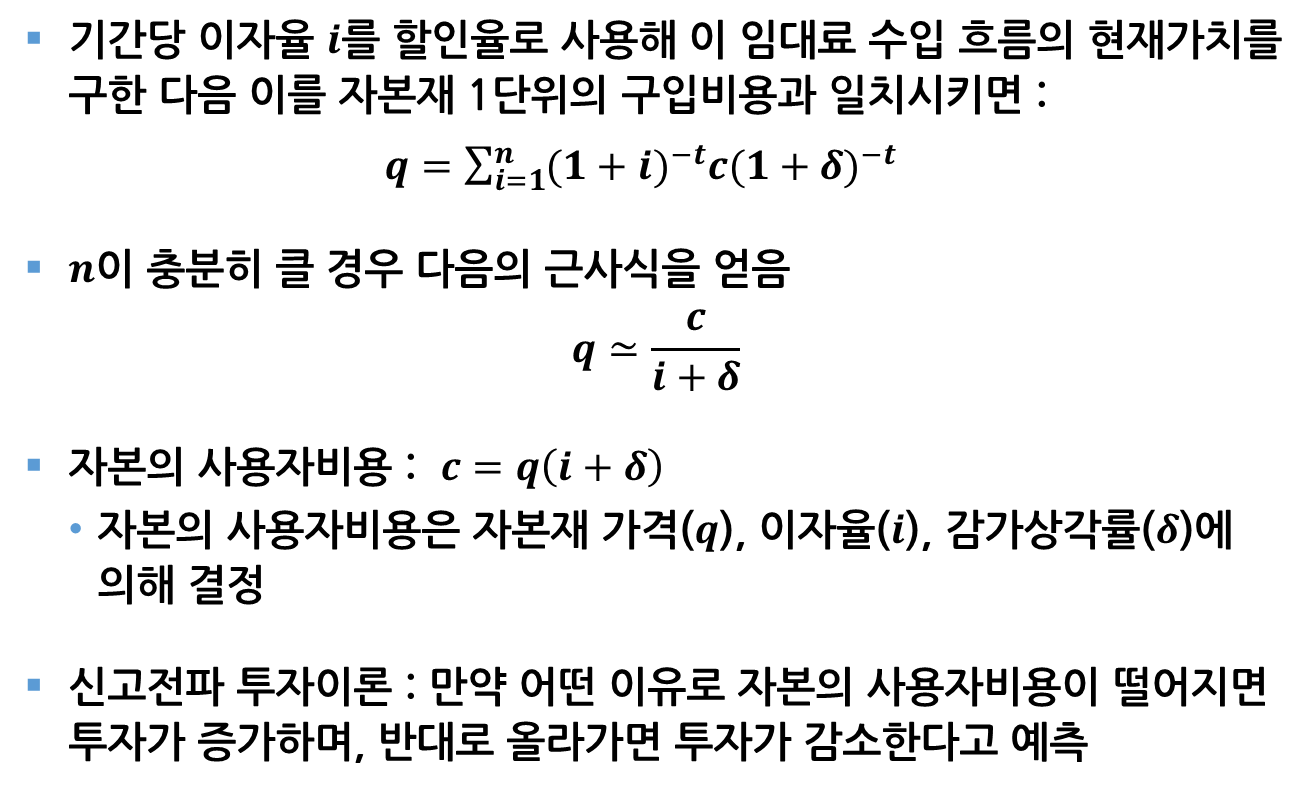 ▪ 기간당 이자율 i를 할인율로 사용해 이 임대료 수입 흐름의 현재가치를
구한 다음 이를 자본재 1단위의 구입비용과 일치시키면 :
q = ∑ⁿᵢ₌₁(1 + i)⁻ᵗc(1 + δ)⁻ᵗ
▪ n이 충분히 클 경우 다음의 근사식을 얻음
q ≃ c / (i + δ)
▪ 자본의 사용자비용 : c = q(i + δ)
• 자본의 사용자비용은 자본재 가격(q), 이자율(i), 감가상각률(δ)에
의해 결정
▪ 신고전파 투자이론 : 만약 어떤 이유로 자본의 사용자비용이 떨어지면
투자가 증가하며, 반대로 올라가면 투자가 감소한다고 예측